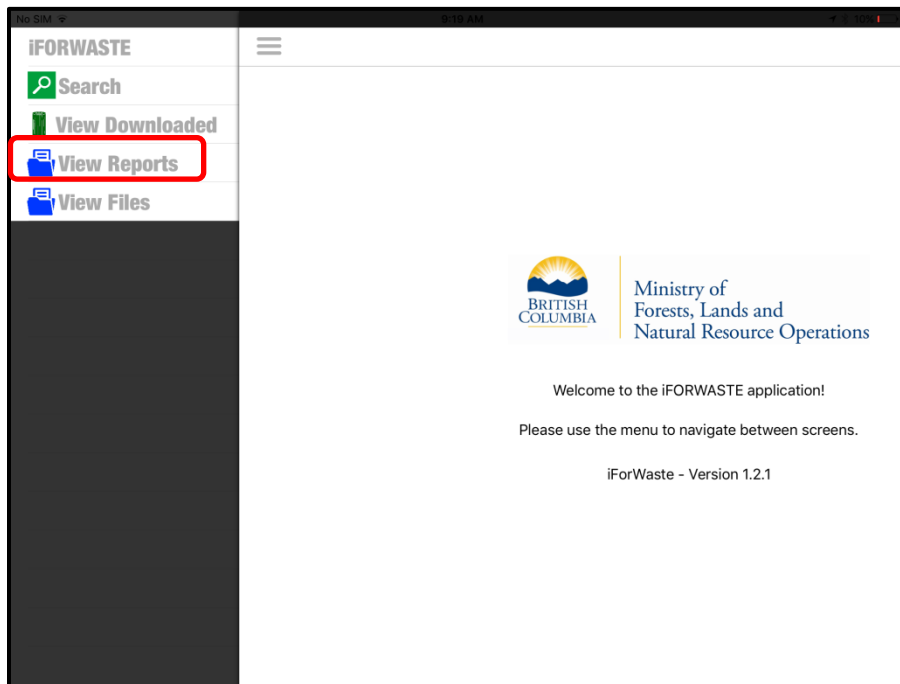 No SIM 9:19 AM 10%
iFORWASTE
Search
View Downloaded
View Reports
View Files
BRITISH
COLUMBIA
Ministry of
Forests, Lands and
Natural Resource Operations
Welcome to the iFORWASTE application!
Please use the menu to navigate between screens.
iForWaste - Version 1.2.1